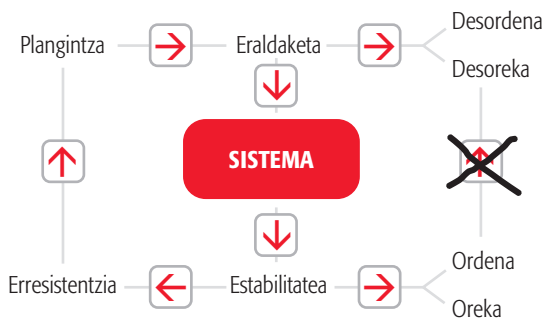 Desordena
Plangintza
Eraldaketa
Desoreka
SISTEMA
Ordena
Erresistentzia
Estabilitatea
Oreka